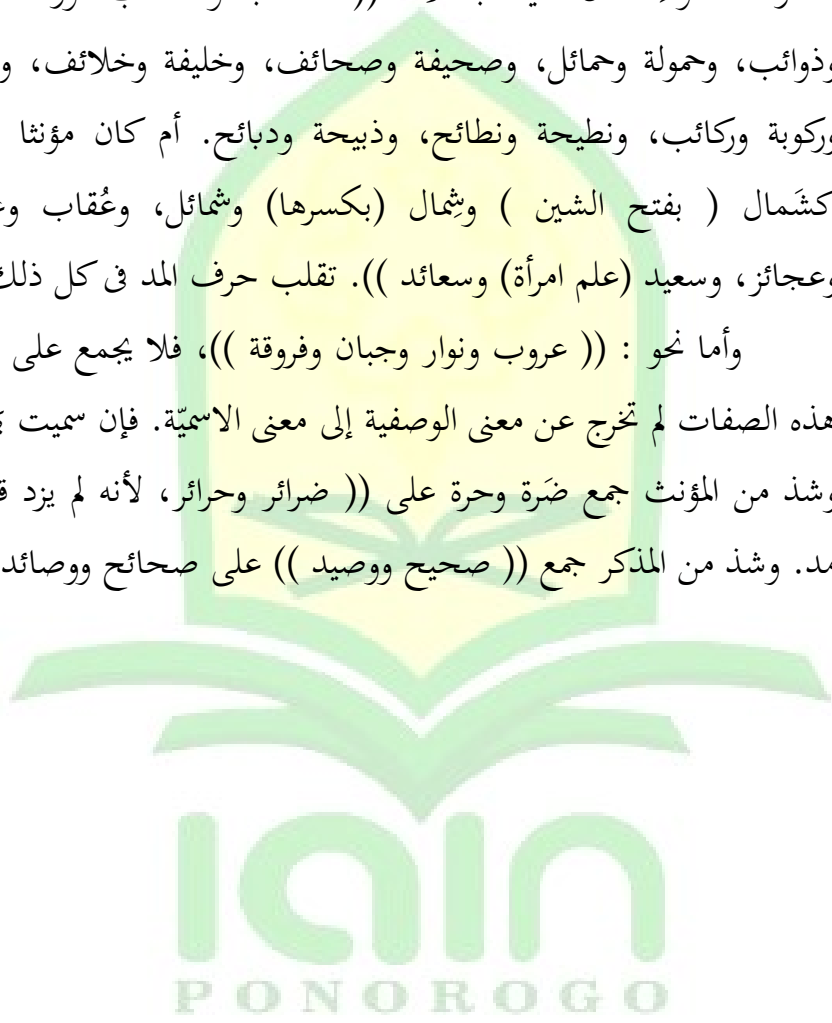 وذوائب، وحمولة وحمائل، وصحيفة وصحائف، وخليفة وخلائف،
وركوبة وركائب، ونطيحة ونطائح، وذبيحة ودبائح. أم كان مؤنثا
كشَمال ( بفتح الشين ) وشِمال (بكسرها) وشمائل، وعُقاب
وعجائز، وسعيد (علم امرأة) وسعائد )). تقلب حرف المد فى كل ذلك
وأما نحو : (( عروب ونوار وجبان وفروقة ))، فلا يجمع على
هذه الصفات لم تخرج عن معنى الوصفية إلى معنى الاسميّة. فإن سميت
وشذ من المؤنث جمع ضَرة وحرة على (( ضرائر وحرائر، لأنه لم يزد
مد. وشذ من المذكر جمع (( صحيح ووصيد )) على صحائح ووصائد
IAIN
PONOROGO